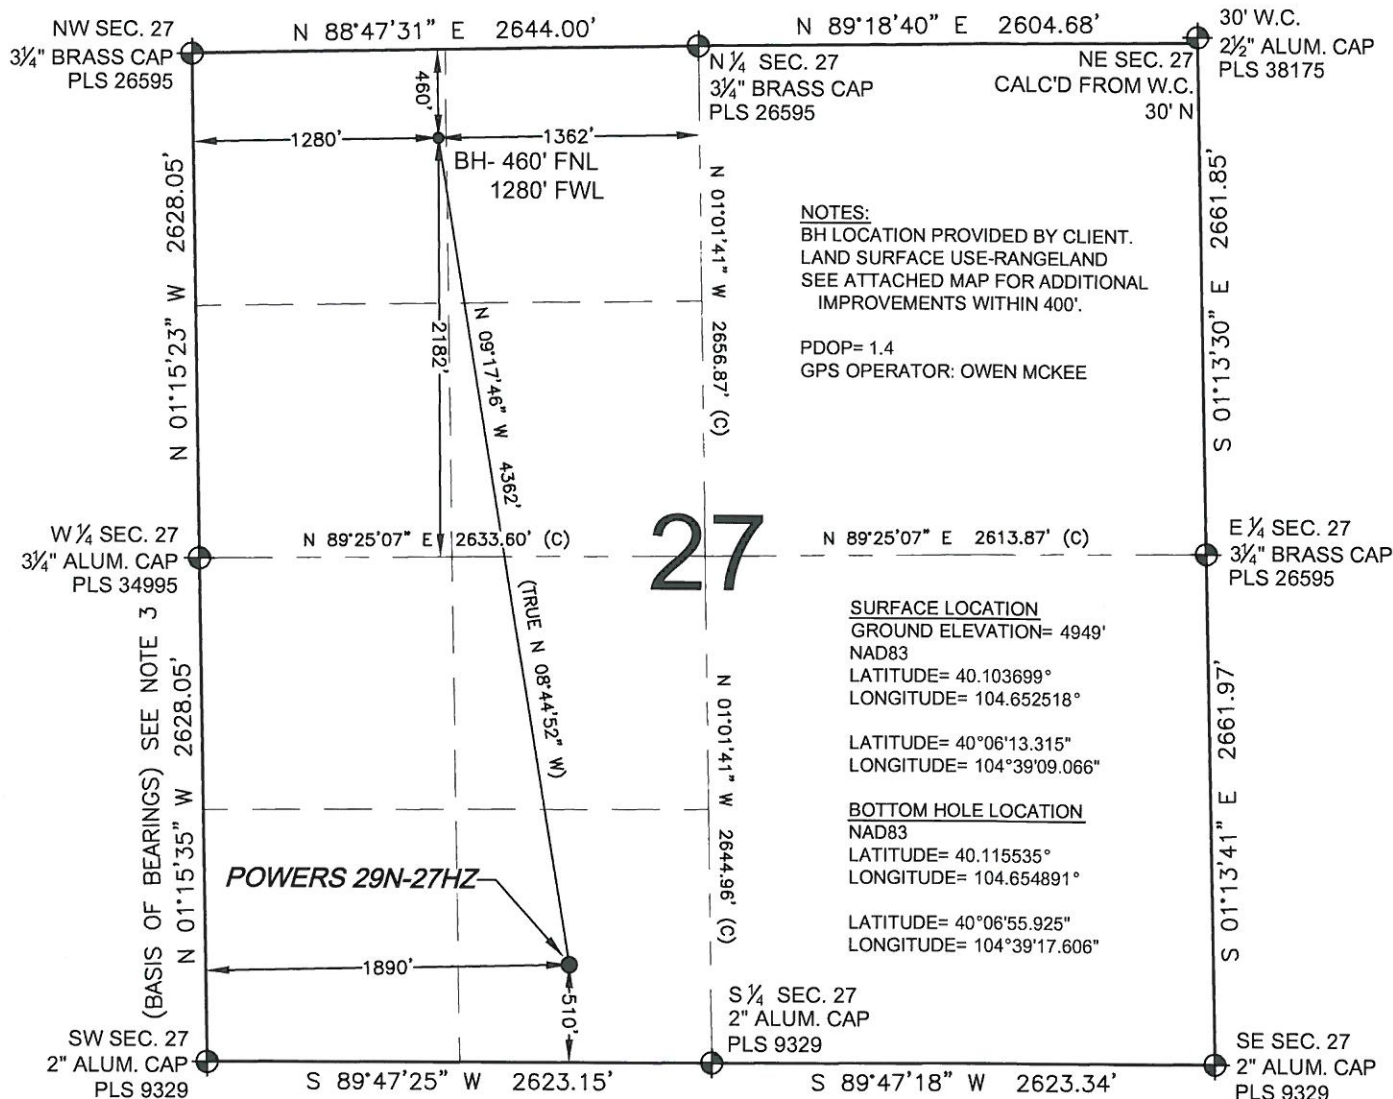 NW SEC. 27
3¼" BRASS CAP
PLS 26595
N 88°47'31" E 2644.00'
N 89°18'40" E 2604.68'
30' W.C.
2½" ALUM. CAP
PLS 38175
N ¼ SEC. 27
3¼" BRASS CAP
PLS 26595
NE SEC. 27
CALC'D FROM W.C.
30' N
460'
1280'
1362'
BH- 460' FNL
1280' FWL
N 01°15'23" W 2628.05'
N 01°01'41" W 2656.87' (C)
S 01°13'30" E 2661.85'
NOTES:
BH LOCATION PROVIDED BY CLIENT.
LAND SURFACE USE-RANGELAND
SEE ATTACHED MAP FOR ADDITIONAL
IMPROVEMENTS WITHIN 400'.
PDOP= 1.4
GPS OPERATOR: OWEN MCKEE
2182'
N 09°17'46" W 4362'
(TRUE N 08°44'52" W)
W ¼ SEC. 27
3¼" ALUM. CAP
PLS 34995
N 89°25'07" E 2633.60' (C)
27
N 89°25'07" E 2613.87' (C)
E ¼ SEC. 27
3¼" BRASS CAP
PLS 26595
(BASIS OF BEARINGS) SEE NOTE 3
N 01°15'35" W 2628.05'
N 01°01'41" W 2644.96' (C)
S 01°13'41" E 2661.97'
SURFACE LOCATION
GROUND ELEVATION= 4949'
NAD83
LATITUDE= 40.103699°
LONGITUDE= 104.652518°
LATITUDE= 40°06'13.315"
LONGITUDE= 104°39'09.066"
BOTTOM HOLE LOCATION
NAD83
LATITUDE= 40.115535°
LONGITUDE= 104.654891°
LATITUDE= 40°06'55.925"
LONGITUDE= 104°39'17.606"
POWERS 29N-27HZ
1890'
510'
SW SEC. 27
2" ALUM. CAP
PLS 9329
S 89°47'25" W 2623.15'
S ¼ SEC. 27
2" ALUM. CAP
PLS 9329
S 89°47'18" W 2623.34'
SE SEC. 27
2" ALUM. CAP
PLS 9329